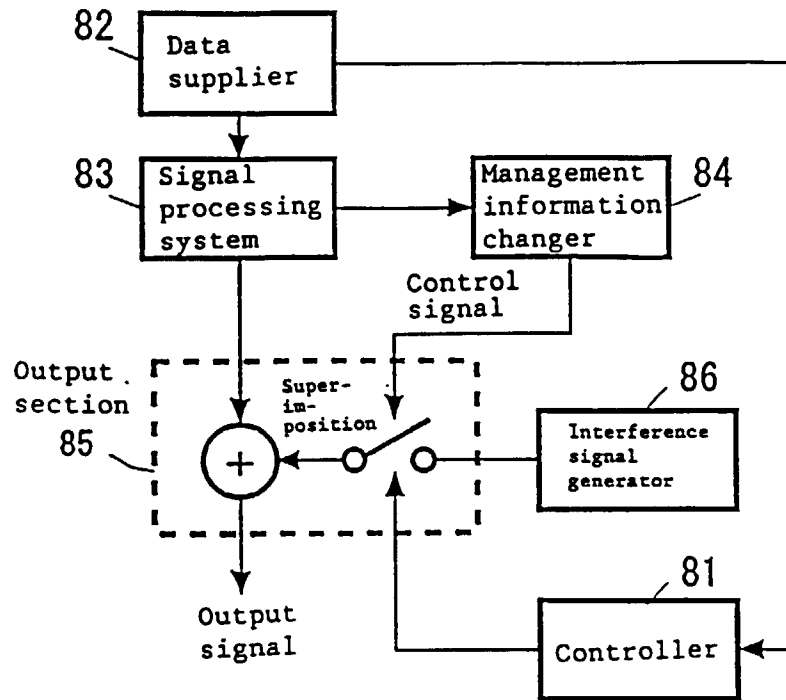 82
Data
supplier
83
Signal
processing
system
Management
information
changer
84
Control
signal
Output
section
85
Super-
im-
position
+
86
Interference
signal
generator
Output
signal
81
Controller